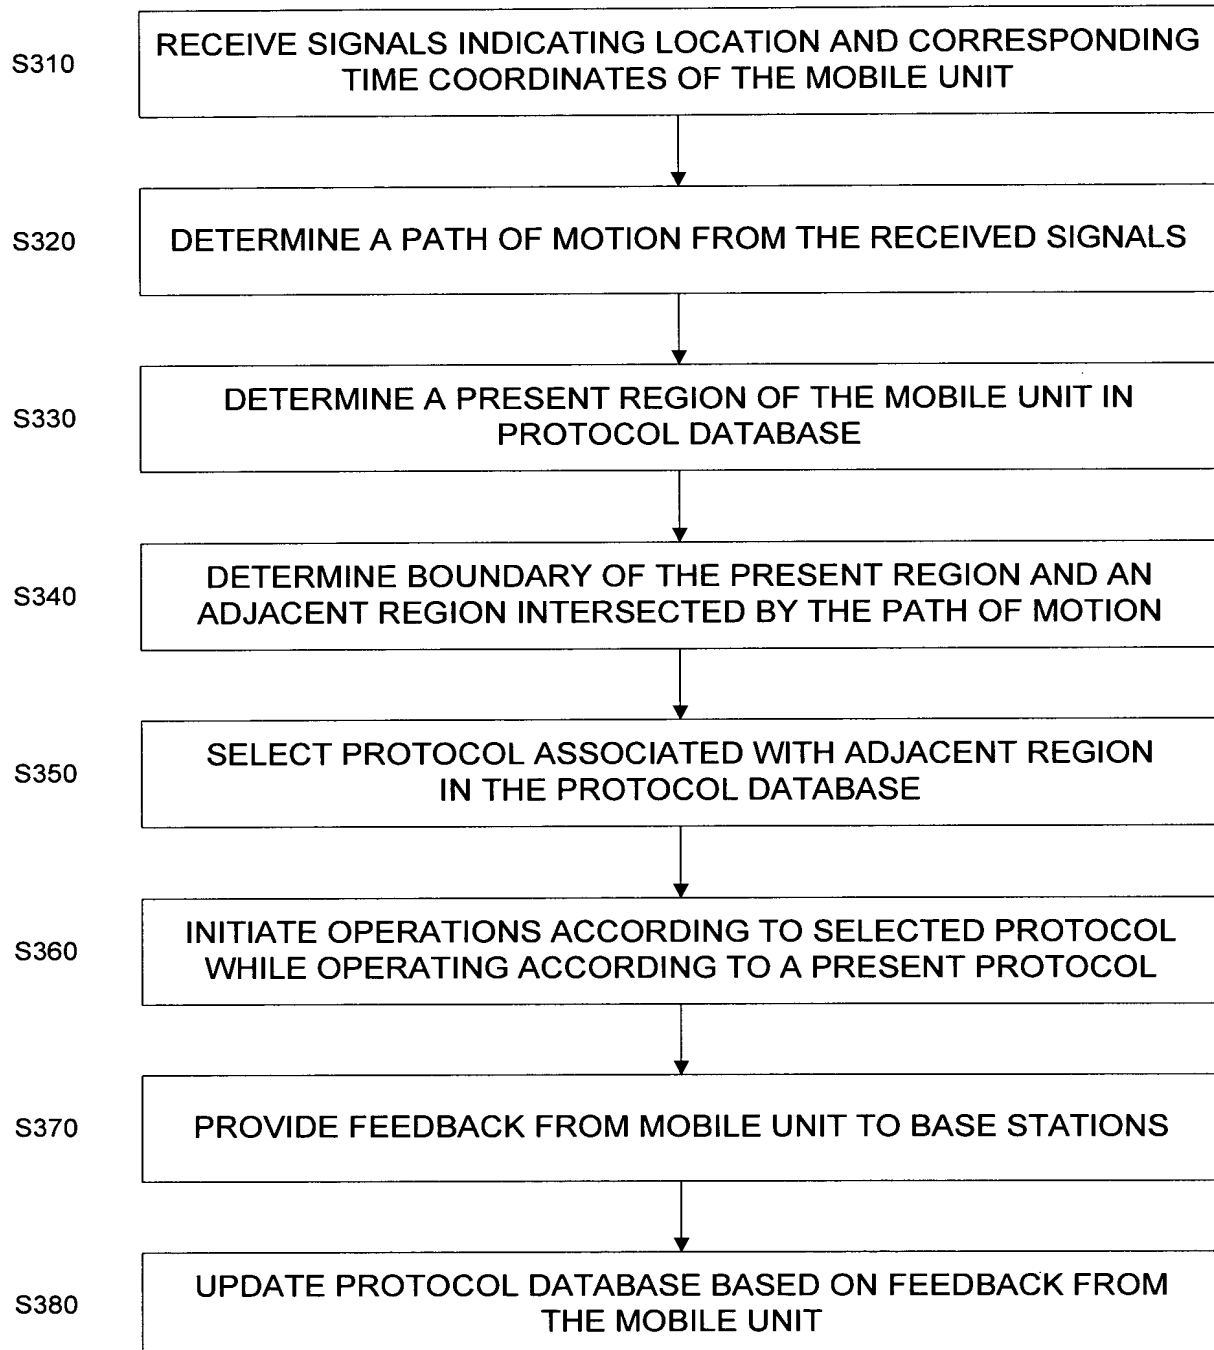 S310
RECEIVE SIGNALS INDICATING LOCATION AND CORRESPONDING
TIME COORDINATES OF THE MOBILE UNIT
S320
DETERMINE A PATH OF MOTION FROM THE RECEIVED SIGNALS
S330
DETERMINE A PRESENT REGION OF THE MOBILE UNIT IN
PROTOCOL DATABASE
S340
DETERMINE BOUNDARY OF THE PRESENT REGION AND AN
ADJACENT REGION INTERSECTED BY THE PATH OF MOTION
S350
SELECT PROTOCOL ASSOCIATED WITH ADJACENT REGION
IN THE PROTOCOL DATABASE
S360
INITIATE OPERATIONS ACCORDING TO SELECTED PROTOCOL
WHILE OPERATING ACCORDING TO A PRESENT PROTOCOL
S370
PROVIDE FEEDBACK FROM MOBILE UNIT TO BASE STATIONS
S380
UPDATE PROTOCOL DATABASE BASED ON FEEDBACK FROM
THE MOBILE UNIT